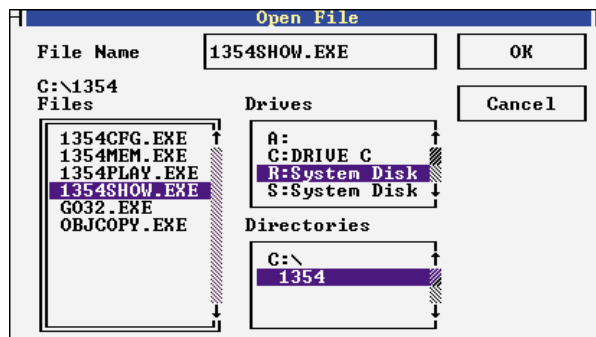 Open File
File Name
1354SHOW.EXE
OK
C:\1354
Files
Drives
Cancel
1354CFG.EXE
1354MEM.EXE
1354PLAY.EXE
1354SHOW.EXE
GO32.EXE
OBJCOPY.EXE
A:
C:DRIVE C
R:System Disk
S:System Disk
Directories
C:\
1354